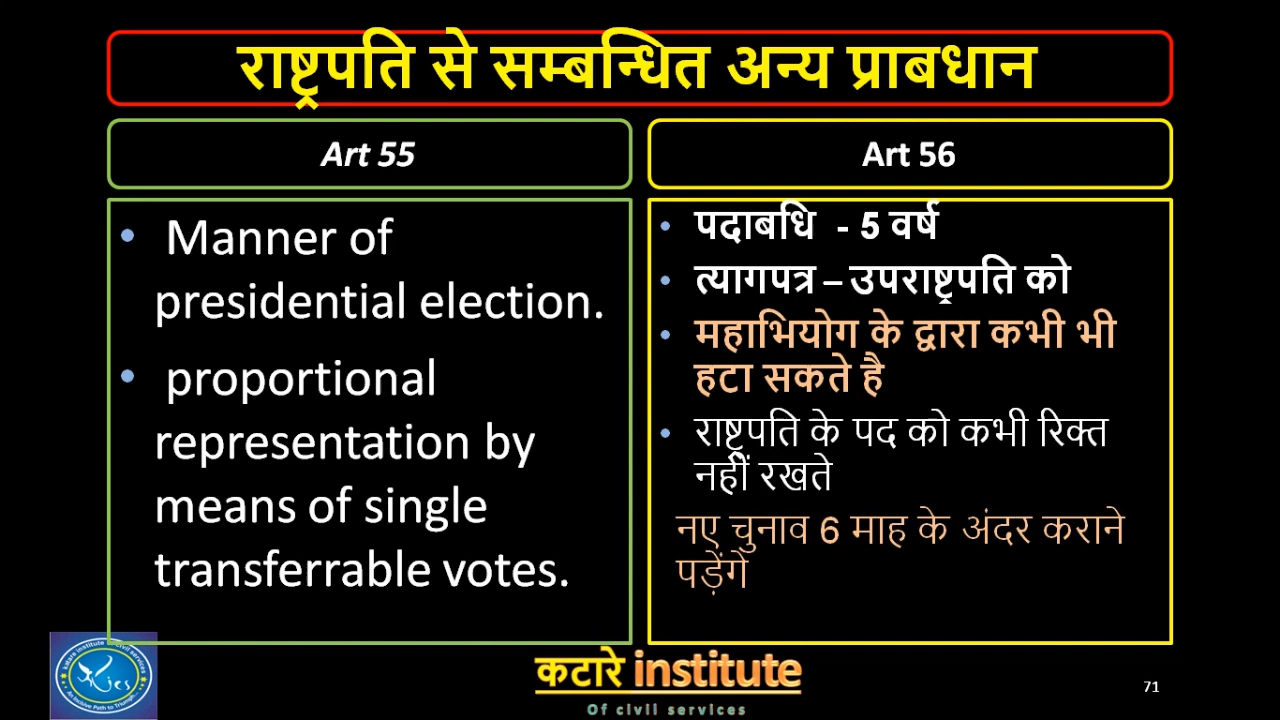 राष्ट्रपति से सम्बन्धित अन्य प्राबधान
Art 55
Art 56
• Manner of
presidential election.
• proportional
representation by
means of single
transferrable votes.
• पदाबधि - 5 वर्ष
• त्यागपत्र – उपराष्ट्रपति को
• महाभियोग के द्वारा कभी भी
हटा सकते है
• राष्ट्रपति के पद को कभी रिक्त
नहीं रखते
नए चुनाव 6 माह के अंदर कराने
पड़ेंगे
कटारे institute
Of civil services
71